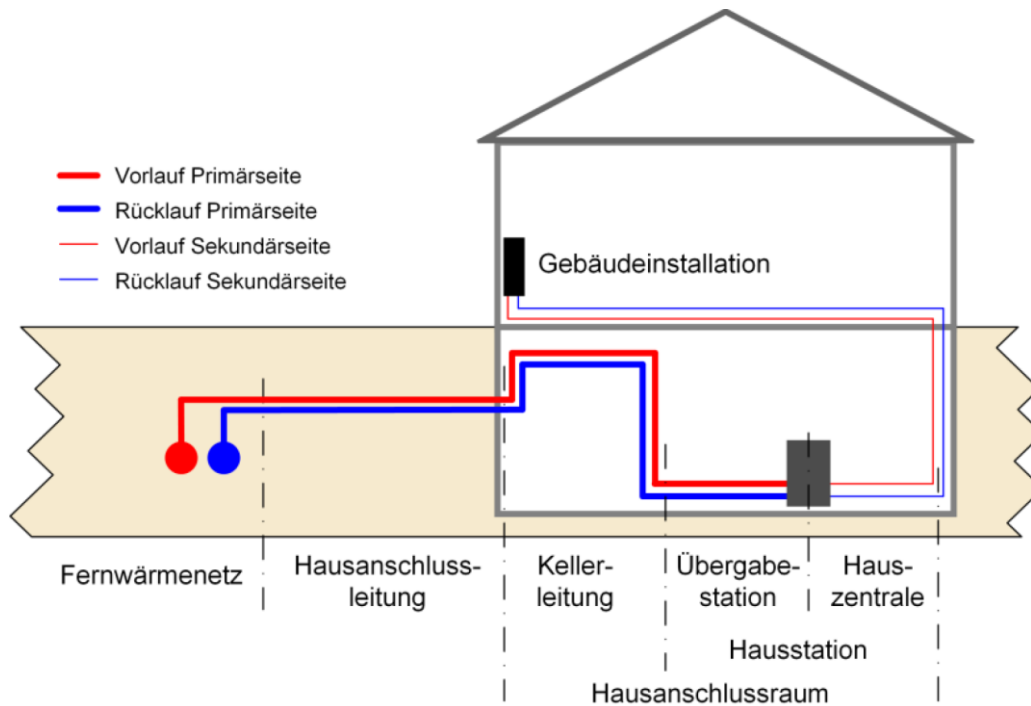 Vorlauf Primärseite
Rücklauf Primärseite
Vorlauf Sekundärseite
Rücklauf Sekundärseite
Gebäudeinstallation
Fernwärmenetz
Hausanschluss-
leitung
Keller-
leitung
Übergabe-
station
Haus-
zentrale
Hausstation
Hausanschlussraum